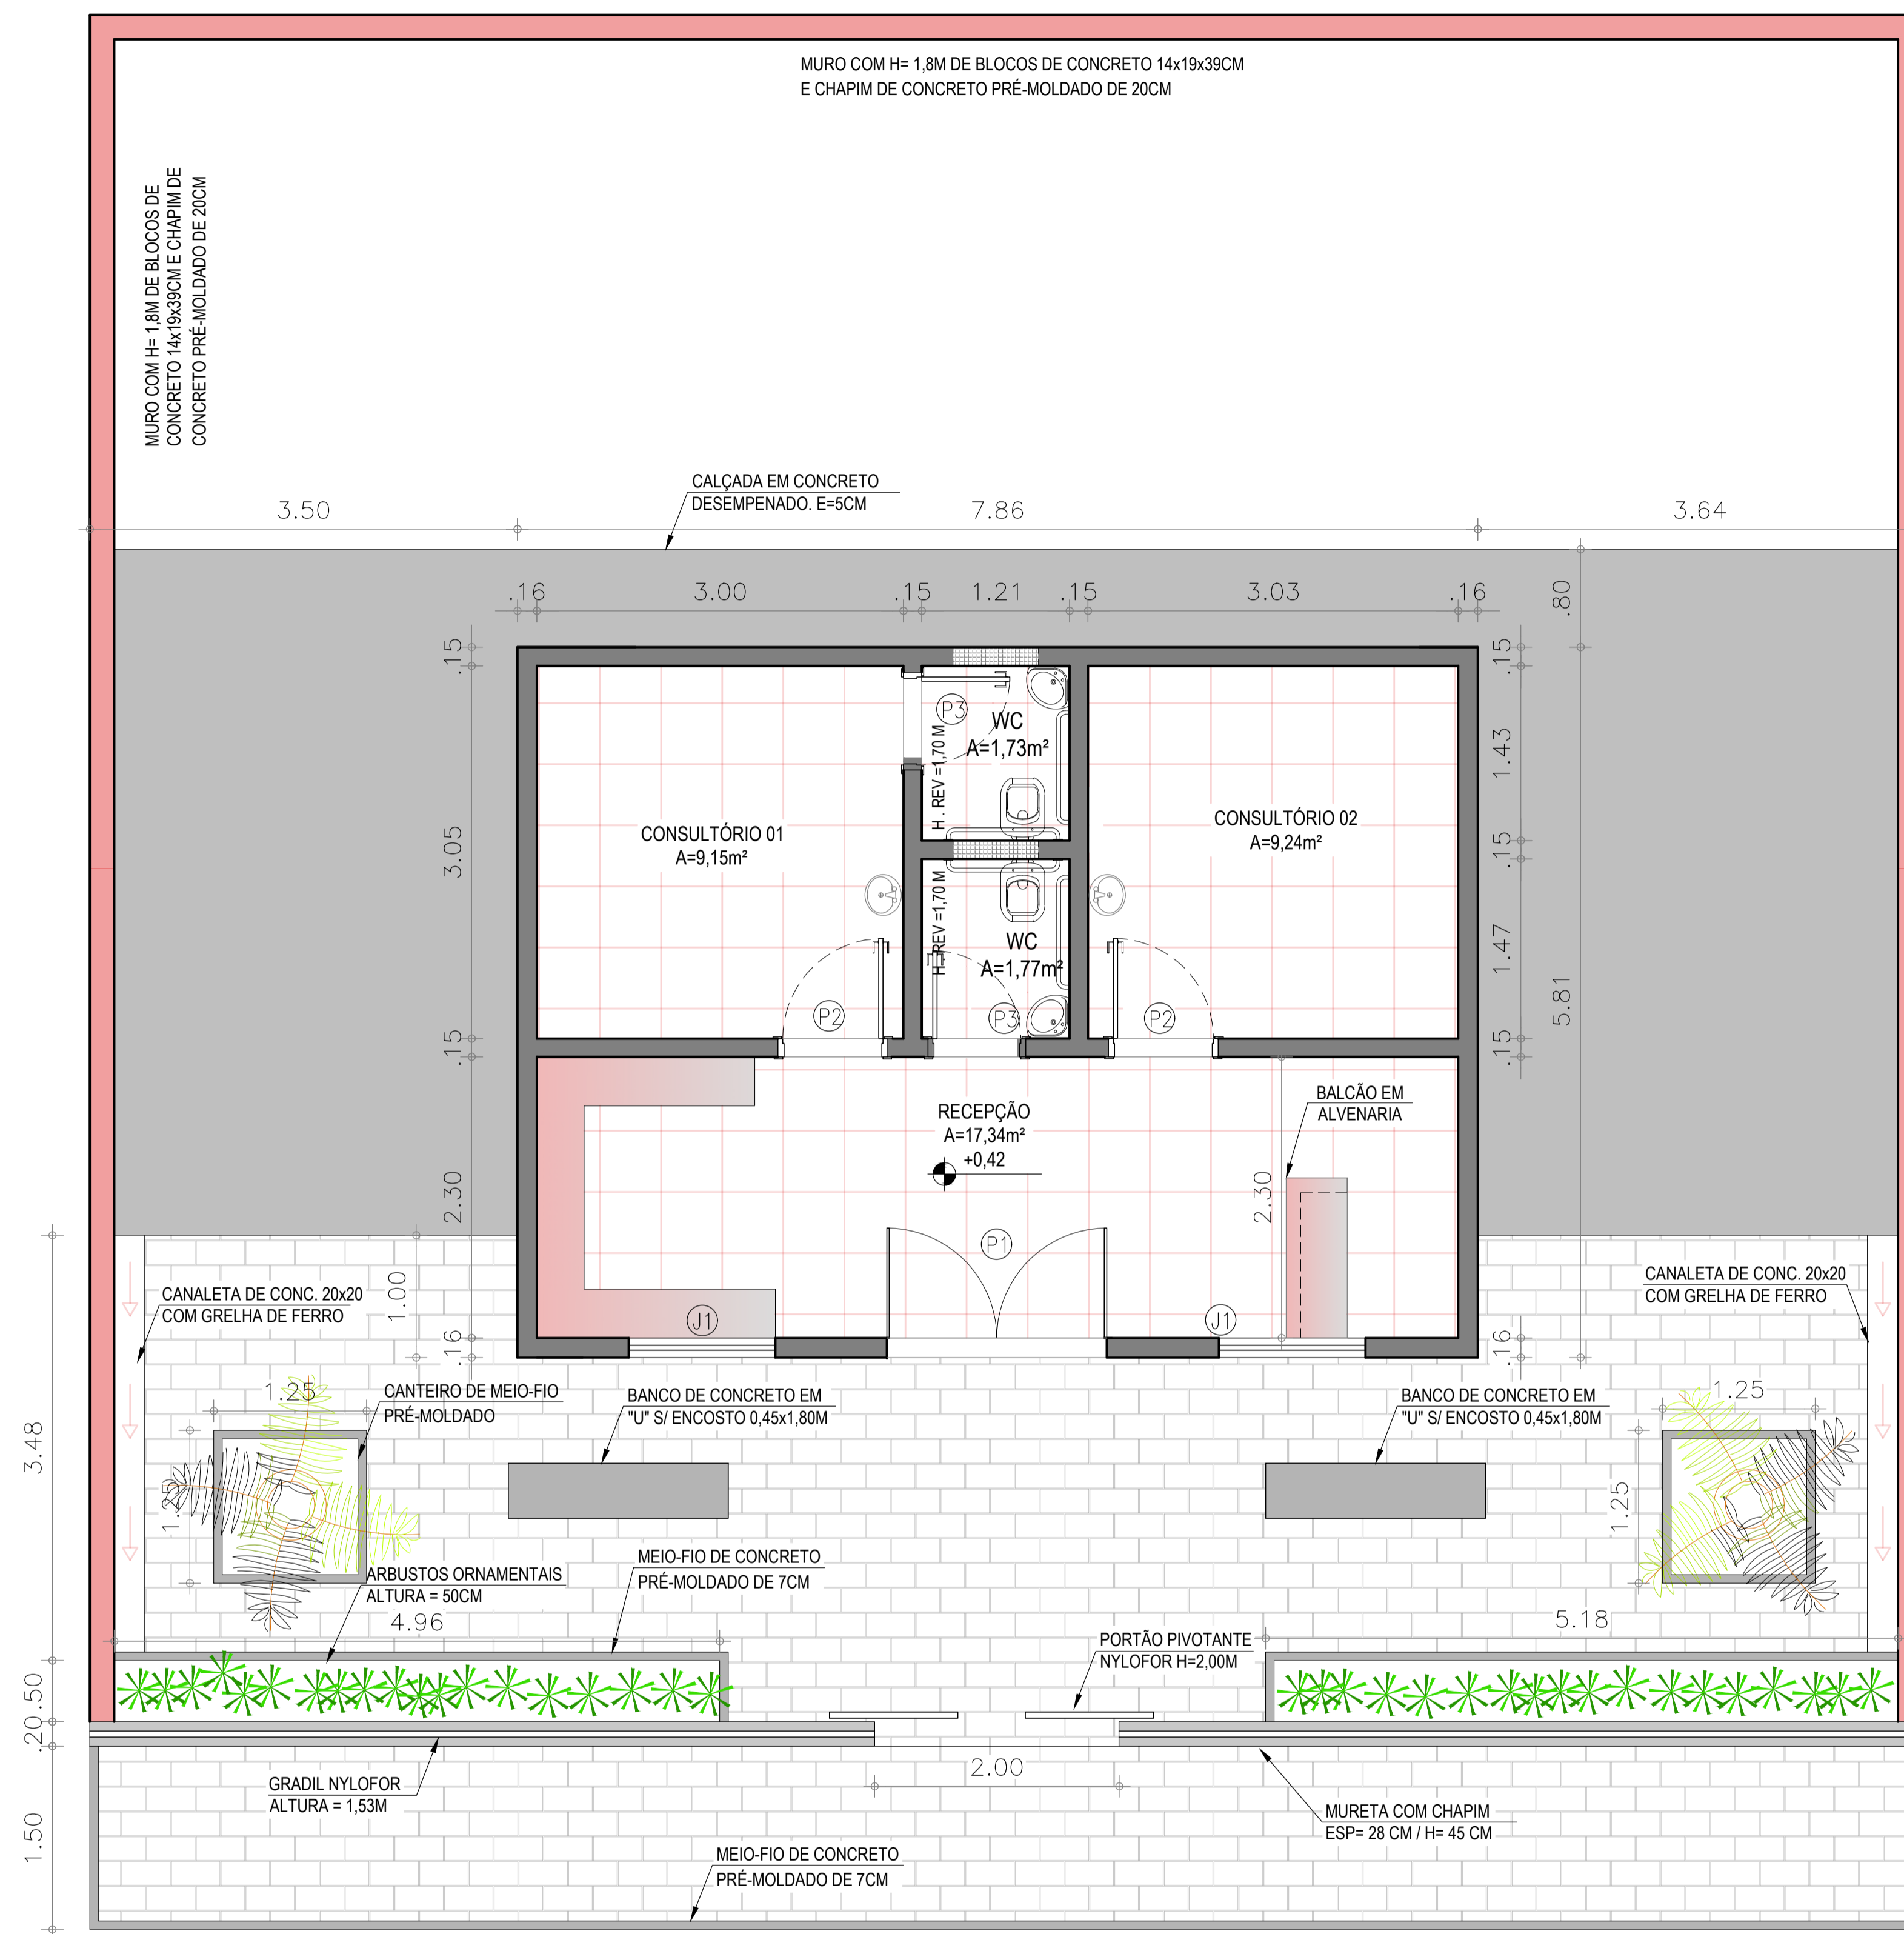 MURO COM H= 1,8M DE BLOCOS DE CONCRETO 14x19x39CM
E CHAPIM DE CONCRETO PRÉ-MOLDADO DE 20CM
MURO COM H= 1,8M DE BLOCOS DE
CONCRETO 14x19x39CM E CHAPIM DE
CONCRETO PRÉ-MOLDADO DE 20CM
CALÇADA EM CONCRETO
DESEMPENADO. E=5CM
3.50
7.86
3.64
.16
3.00
.15
1.21
.15
3.03
.16
.80
.15
3.05
.15
2.30
.16
1.00
.15
1.43
.15
1.47
.15
.16
5.81
P3
WC
A=1,73m²
H . REV =1,70 M
CONSULTÓRIO 01
A=9,15m²
CONSULTÓRIO 02
A=9,24m²
H . REV =1,70 M
WC
A=1,77m²
P2
P3
P2
RECEPÇÃO
A=17,34m²
+0,42
BALCÃO EM
ALVENARIA
2.30
P1
J1
J1
CANALETA DE CONC. 20x20
COM GRELHA DE FERRO
CANALETA DE CONC. 20x20
COM GRELHA DE FERRO
3.48
1.25
1.25
CANTEIRO DE MEIO-FIO
PRÉ-MOLDADO
BANCO DE CONCRETO EM
"U" S/ ENCOSTO 0,45x1,80M
BANCO DE CONCRETO EM
"U" S/ ENCOSTO 0,45x1,80M
1.25
1.25
ARBUSTOS ORNAMENTAIS
ALTURA = 50CM
MEIO-FIO DE CONCRETO
PRÉ-MOLDADO DE 7CM
4.96
5.18
PORTÃO PIVOTANTE
NYLOFOR H=2,00M
.50
.20
1.50
2.00
GRADIL NYLOFOR
ALTURA = 1,53M
MURETA COM CHAPIM
ESP= 28 CM / H= 45 CM
MEIO-FIO DE CONCRETO
PRÉ-MOLDADO DE 7CM